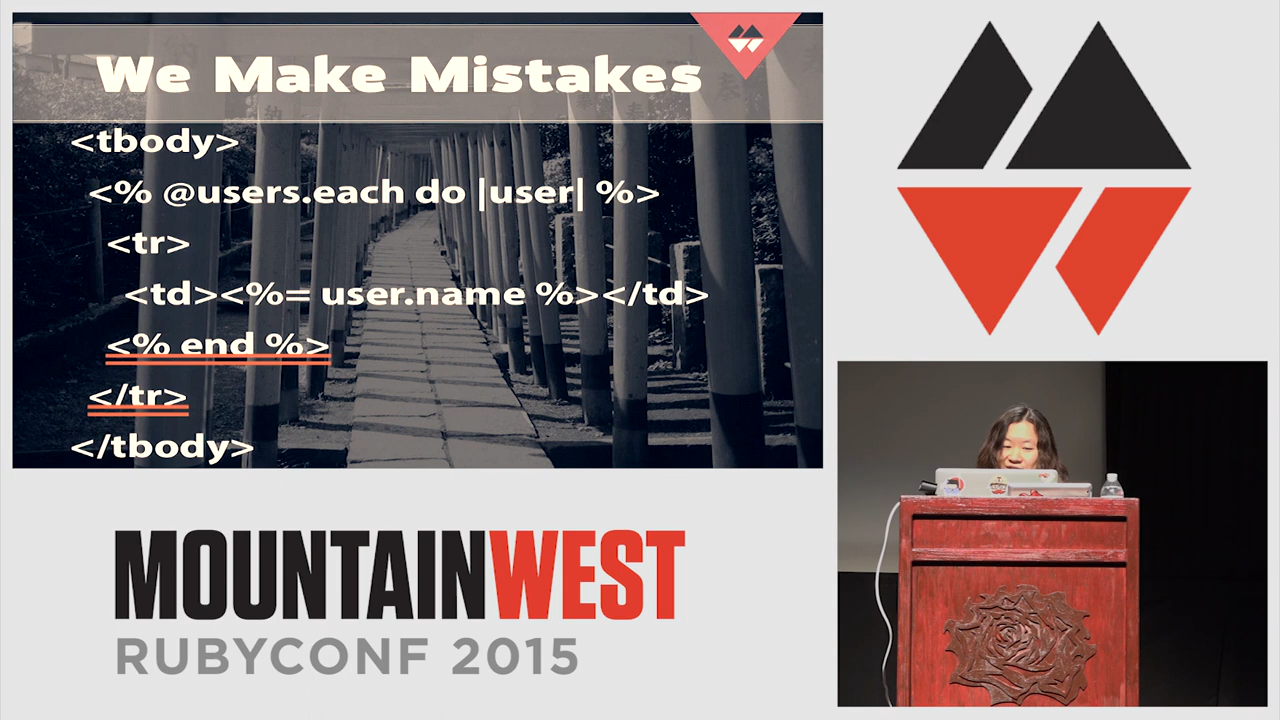 We Make Mistakes
<tbody>
<% @users.each do |user| %>
<tr>
<td><%= user.name %></td>
<% end %>
</tr>
</tbody>
MOUNTAINWEST
RUBYCONF 2015